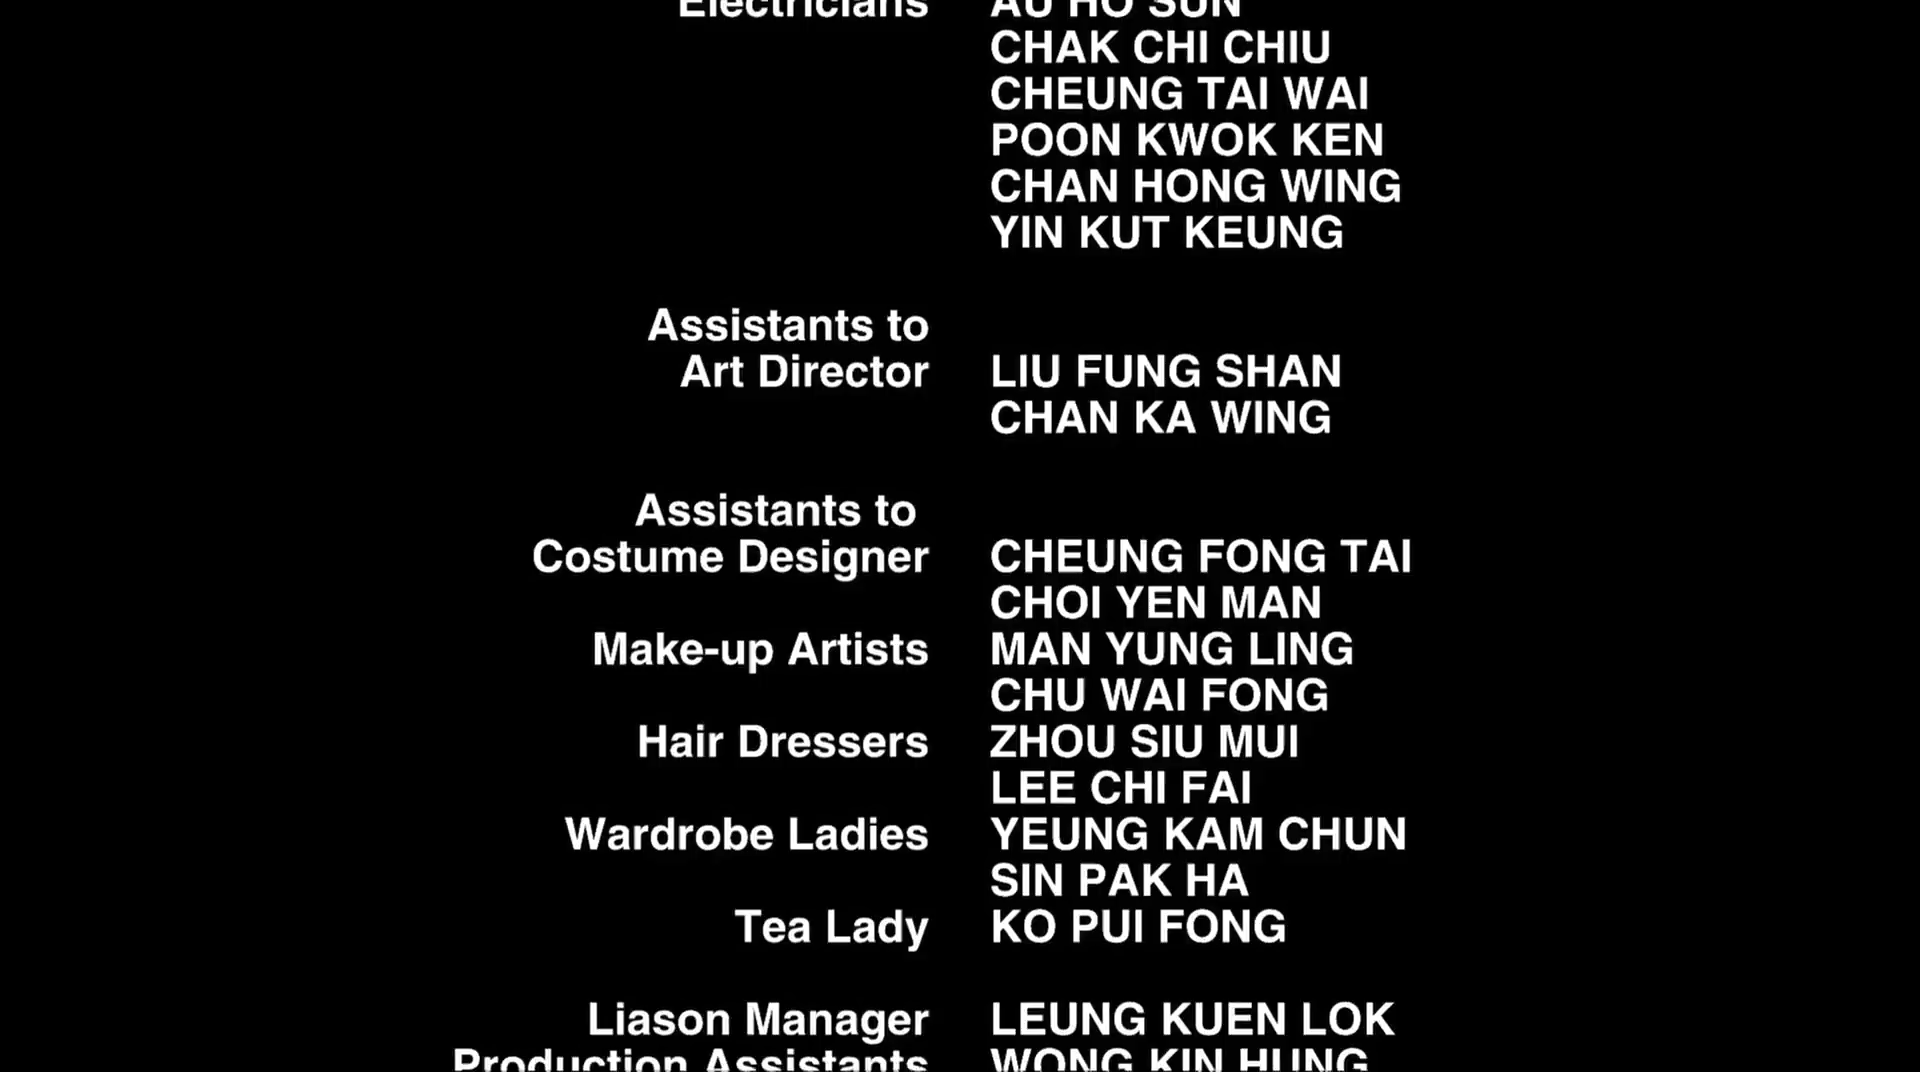 Electricians AU HO SUN
CHAK CHI CHIU
CHEUNG TAI WAI
POON KWOK KEN
CHAN HONG WING
YIN KUT KEUNG
Assistants to
Art Director LIU FUNG SHAN
CHAN KA WING
Assistants to
Costume Designer CHEUNG FONG TAI
CHOI YEN MAN
Make-up Artists MAN YUNG LING
CHU WAI FONG
Hair Dressers ZHOU SIU MUI
LEE CHI FAI
Wardrobe Ladies YEUNG KAM CHUN
SIN PAK HA
Tea Lady KO PUI FONG
Liason Manager LEUNG KUEN LOK
Production Assistants WONG KIN HUNG